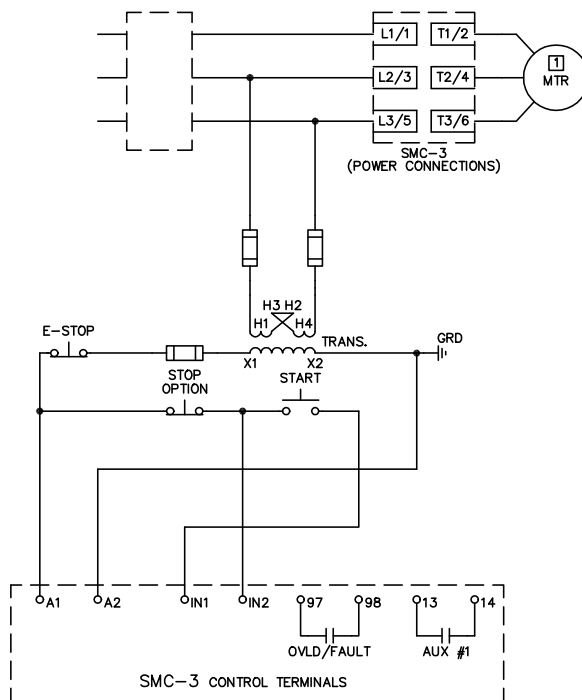 L1/1 T1/2
1
L2/3 T2/4 MTR
L3/5 T3/6
SMC-3
(POWER CONNECTIONS)
H3 H2
H1 H4
E-STOP TRANS. GRD
X1 X2
STOP
OPTION
START
A1 A2 IN1 IN2 97 98 13 14
OVLD/FAULT AUX #1
SMC-3 CONTROL TERMINALS